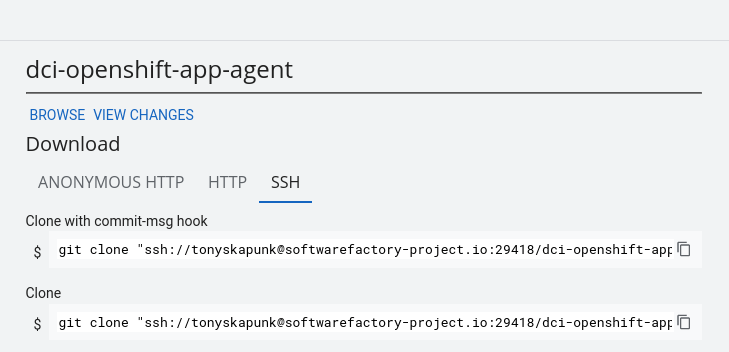 dci-openshift-app-agent
BROWSE VIEW CHANGES
Download
ANONYMOUS HTTP HTTP SSH
Clone with commit-msg hook
$ git clone "ssh://tonyskapunk@softwarefactory-project.io:29418/dci-openshift-app
Clone
$ git clone "ssh://tonyskapunk@softwarefactory-project.io:29418/dci-openshift-app